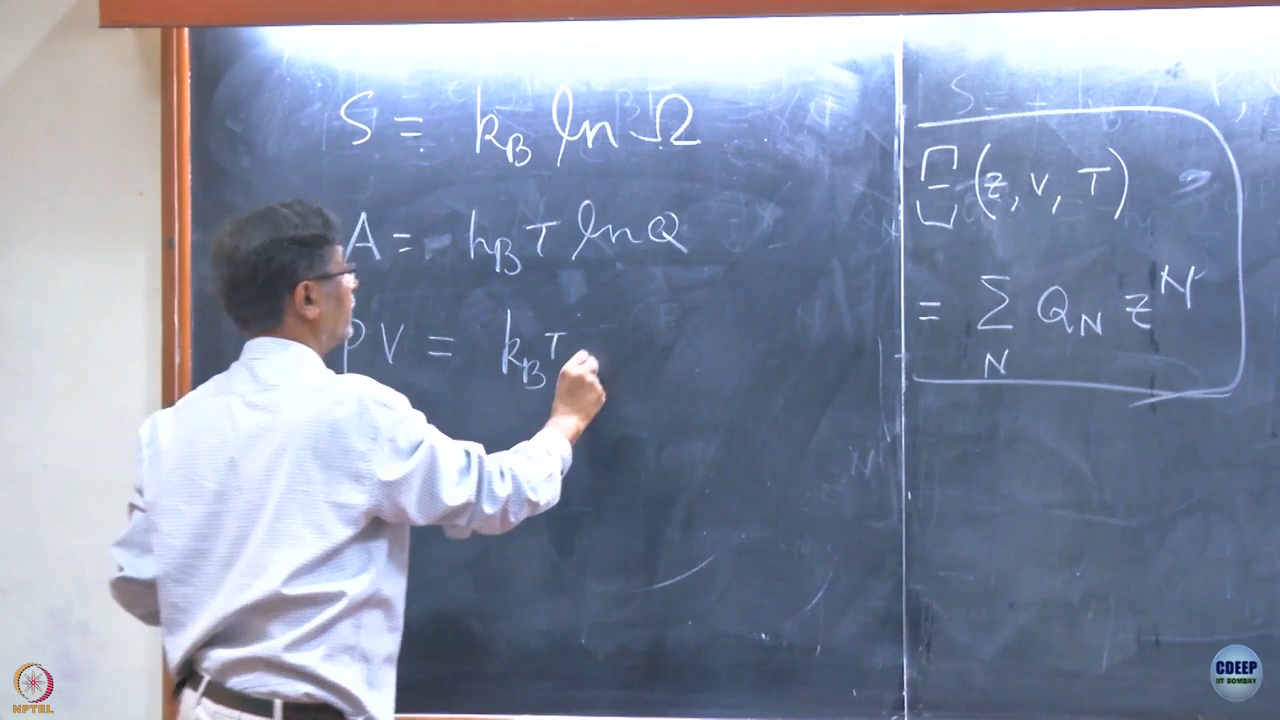 S = k_B ln Ω
A = - k_B T ln Q
PV = k_B T
Ξ (z, V, T)
= Σ_N Q_N z^N
NPTEL
CDEEP
IIT BOMBAY